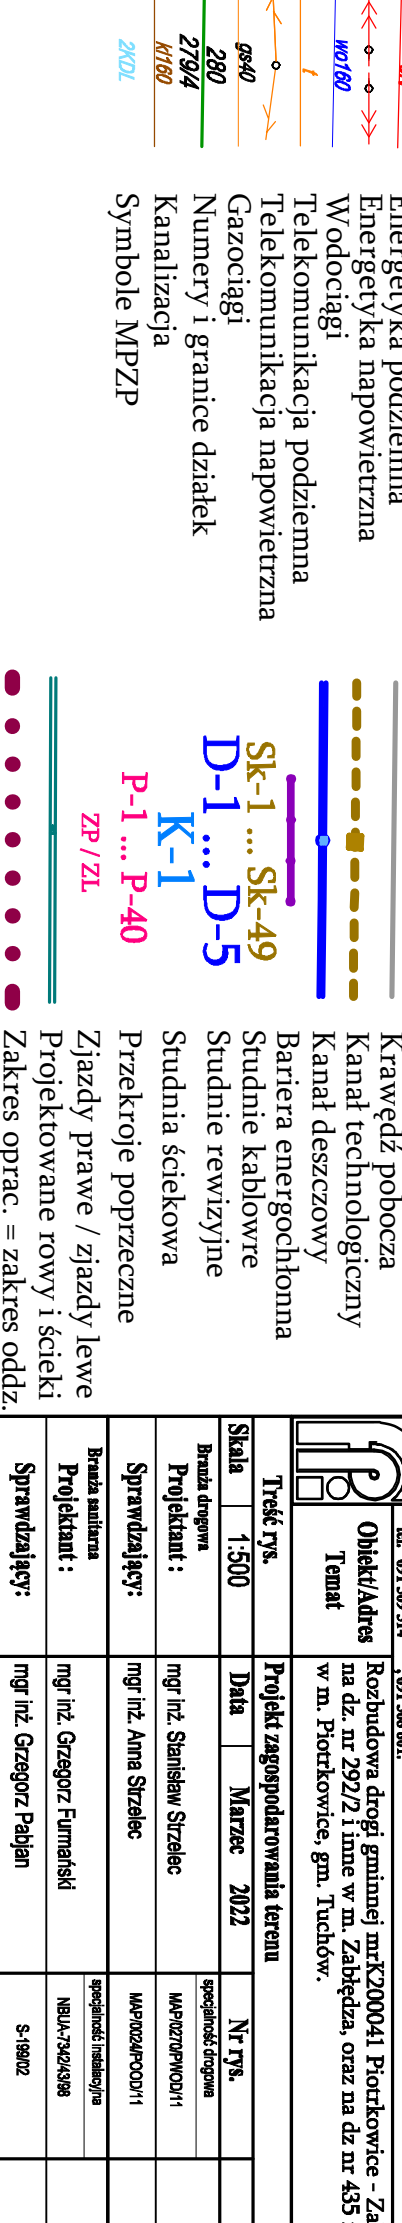 wo160
t
gs40
280
279/4
kł160
2KDL
Energetyka podziemna
Energetyka napowietrzna
Wodociągi
Telekomunikacja podziemna
Telekomunikacja napowietrzna
Gazociągi
Numery i granice działek
Kanalizacja
Symbole MPZP
Sk-1 ... Sk-49
D-1 ... D-5
K-1
P-1 ... P-40
ZP / ZL
Krawędź pobocza
Kanał technologiczny
Kanał deszczowy
Bariera energochłonna
Studnie kablowre
Studnie rewizyjne
Studnia ściekowa
Przekroje poprzeczne
Zjazdy prawe / zjazdy lewe
Projektowane rowy i ścieki
Zakres oprac. = zakres oddz.
Obiekt/Adres
Temat
Rozbudowa drogi gminnej mrK200041 Piotrkowice - Za
na dz. nr 292/2 i inne w m. Zabłędza, oraz na dz nr 435
w m. Piotrkowice, gm. Tuchów.
Treść rys. Projekt zagospodarowania terenu
Skala 1:500 Data Marzec 2022 Nr rys.
Branża drogowa
Projektant : mgr inż. Stanisław Strzelec
specjalność drogowa
MAP/0270/PWOD/11
Sprawdzający: mgr inż. Anna Strzelec MAP/0024/POOD/11
Branża sanitarna
Projektant : mgr inż. Grzegorz Furmański
specjalność instalacyjna
NBUA-7342/43/98
Sprawdzający: mgr inż. Grzegorz Pabjan S-199/02